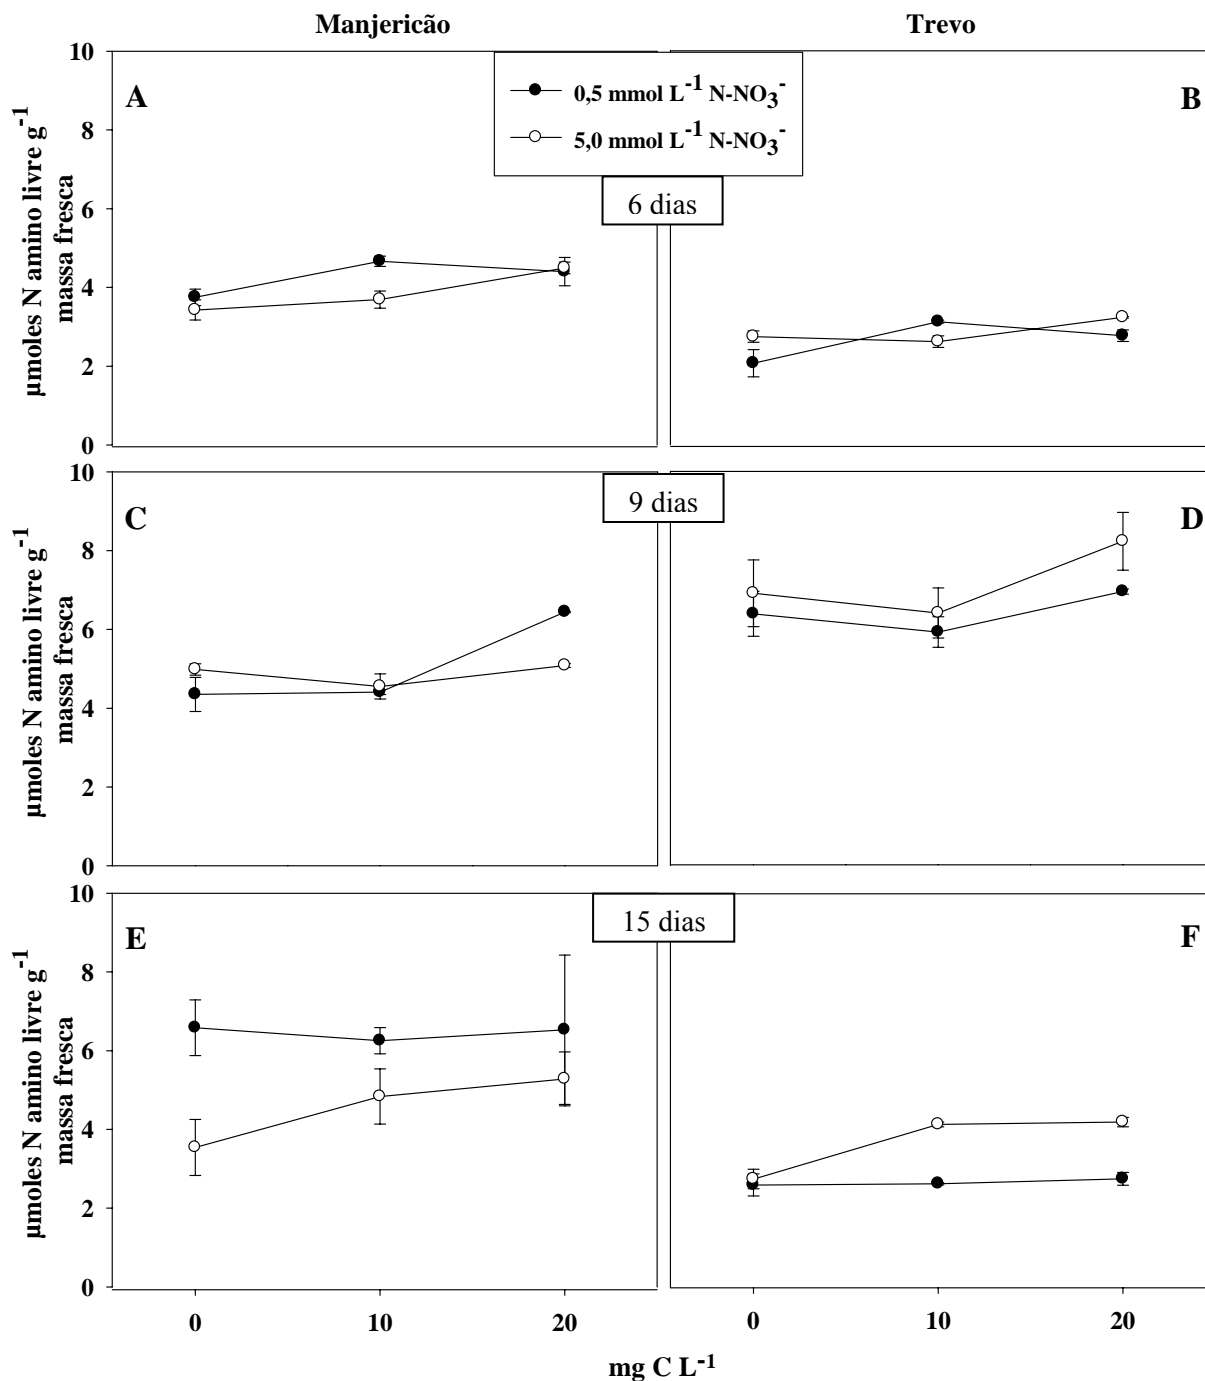 Manjericão
Trevo
A
B
0,5 mmol L-1 N-NO3-
5,0 mmol L-1 N-NO3-
6 dias
µmoles N amino livre g-1
massa fresca
10
8
6
4
2
0
C
D
9 dias
µmoles N amino livre g-1
massa fresca
10
8
6
4
2
0
E
F
15 dias
µmoles N amino livre g-1
massa fresca
10
8
6
4
2
0
0 10 20
0 10 20
mg C L-1